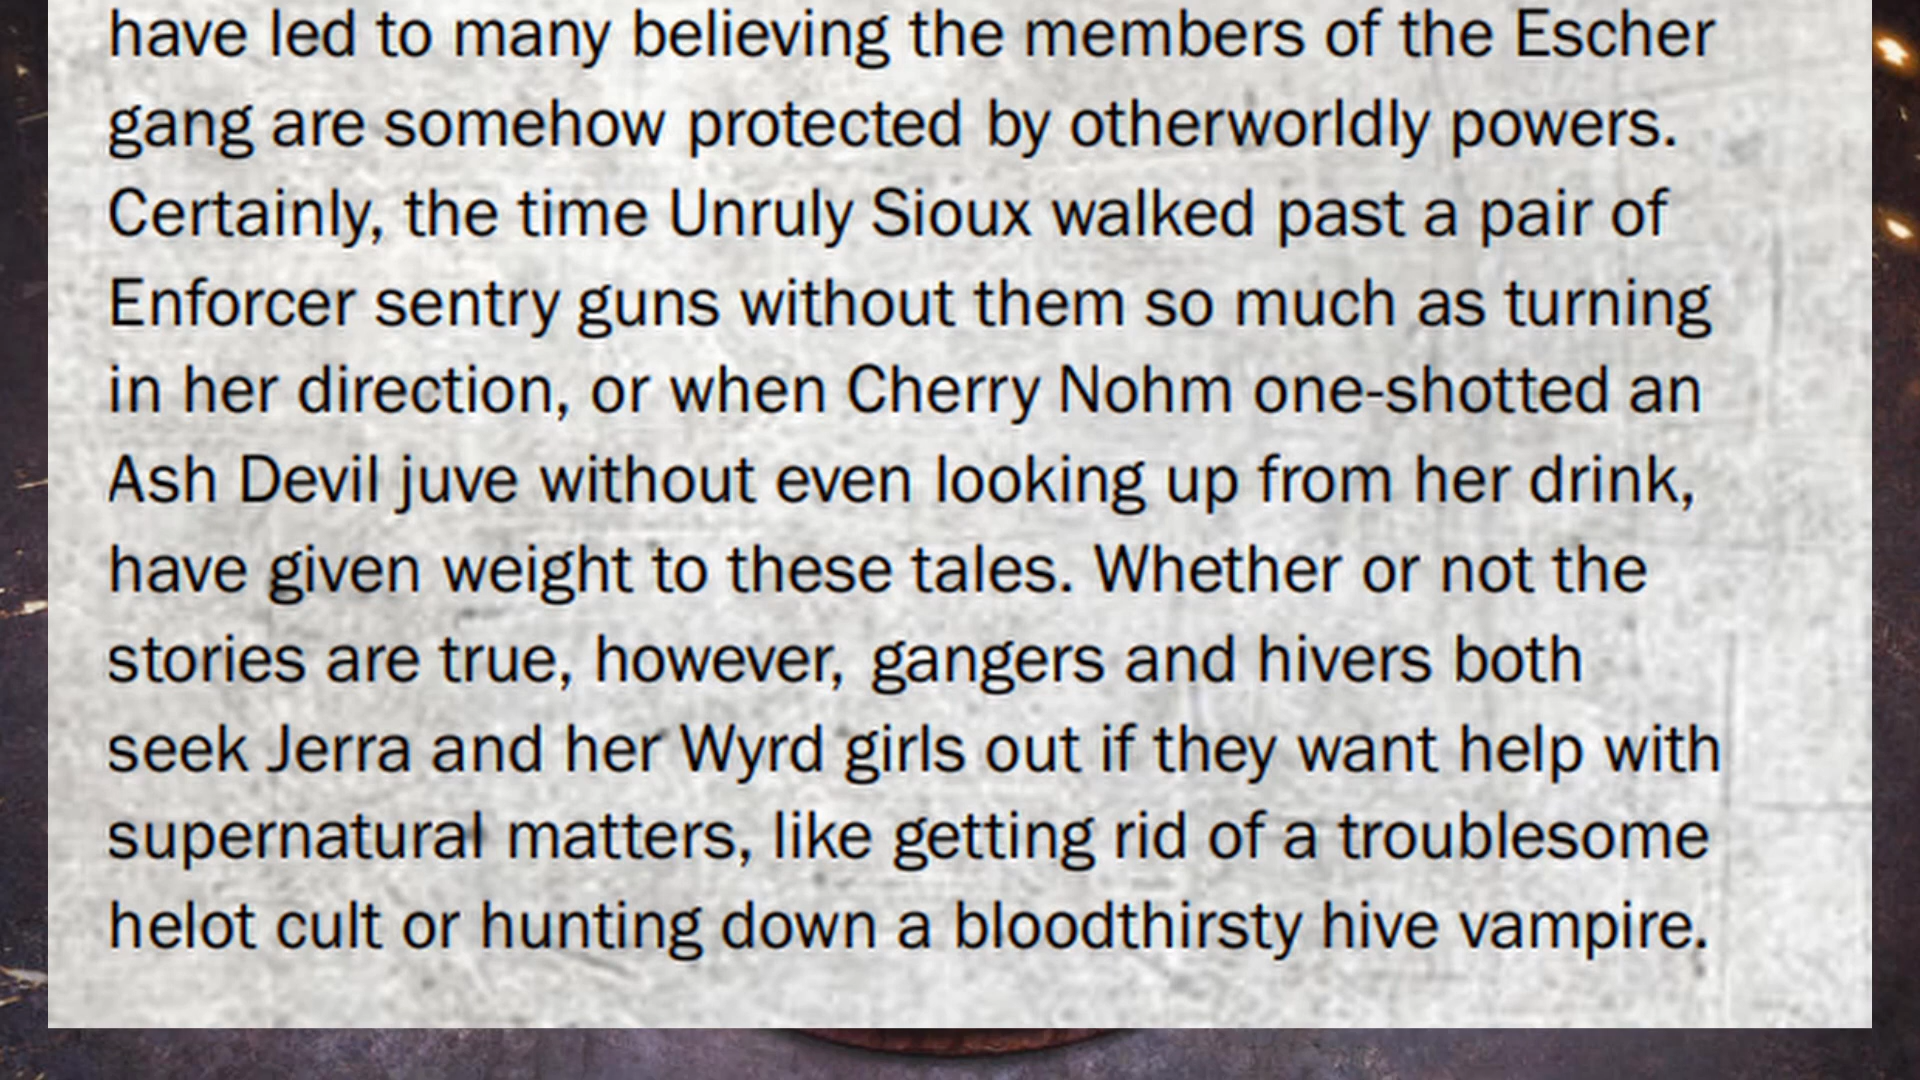 have led to many believing the members of the Escher
gang are somehow protected by otherworldly powers.
Certainly, the time Unruly Sioux walked past a pair of
Enforcer sentry guns without them so much as turning
in her direction, or when Cherry Nohm one-shotted an
Ash Devil juve without even looking up from her drink,
have given weight to these tales. Whether or not the
stories are true, however, gangers and hivers both
seek Jerra and her Wyrd girls out if they want help with
supernatural matters, like getting rid of a troublesome
helot cult or hunting down a bloodthirsty hive vampire.